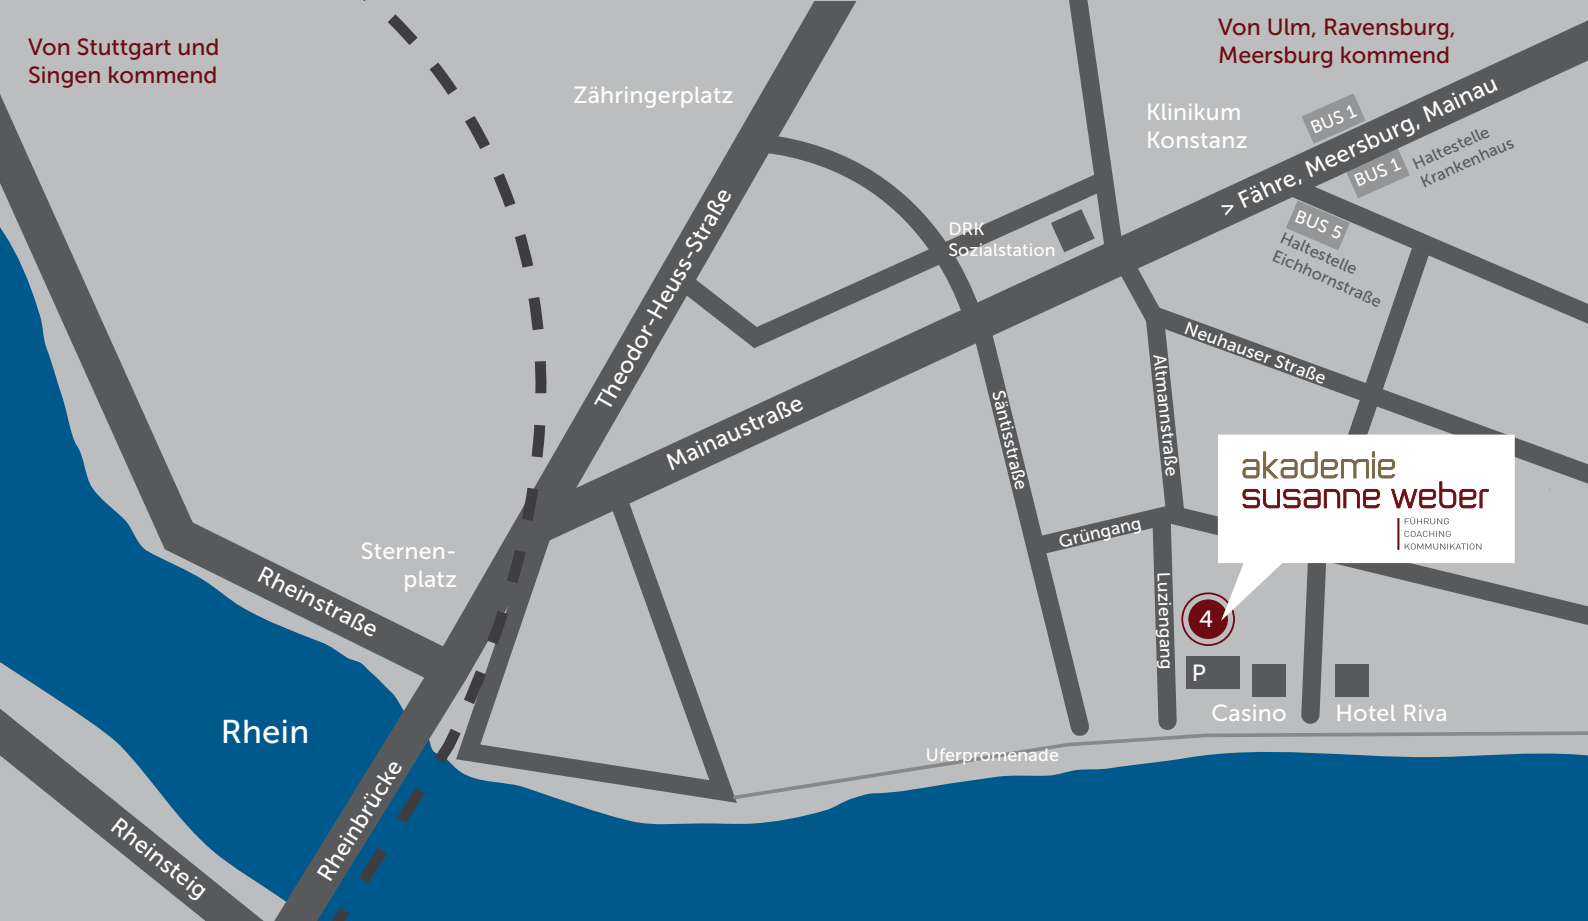 Von Stuttgart und
Singen kommend
Von Ulm, Ravensburg,
Meersburg kommend
Zähringerplatz
Klinikum
Konstanz
BUS 1
> Fähre, Meersburg, Mainau
BUS 1
Haltestelle
Krankenhaus
BUS 5
Haltestelle
Eichhornstraße
DRK
Sozialstation
Theodor-Heuss-Straße
Mainaustraße
Neuhauser Straße
Altmannstraße
Säntisstraße
akademie
susanne weber
FÜHRUNG
COACHING
KOMMUNIKATION
Grüngang
Sternen-
platz
Rheinstraße
Luziengang
4
P
Casino
Hotel Riva
Rhein
Uferpromenade
Rheinbrücke
Rheinsteig